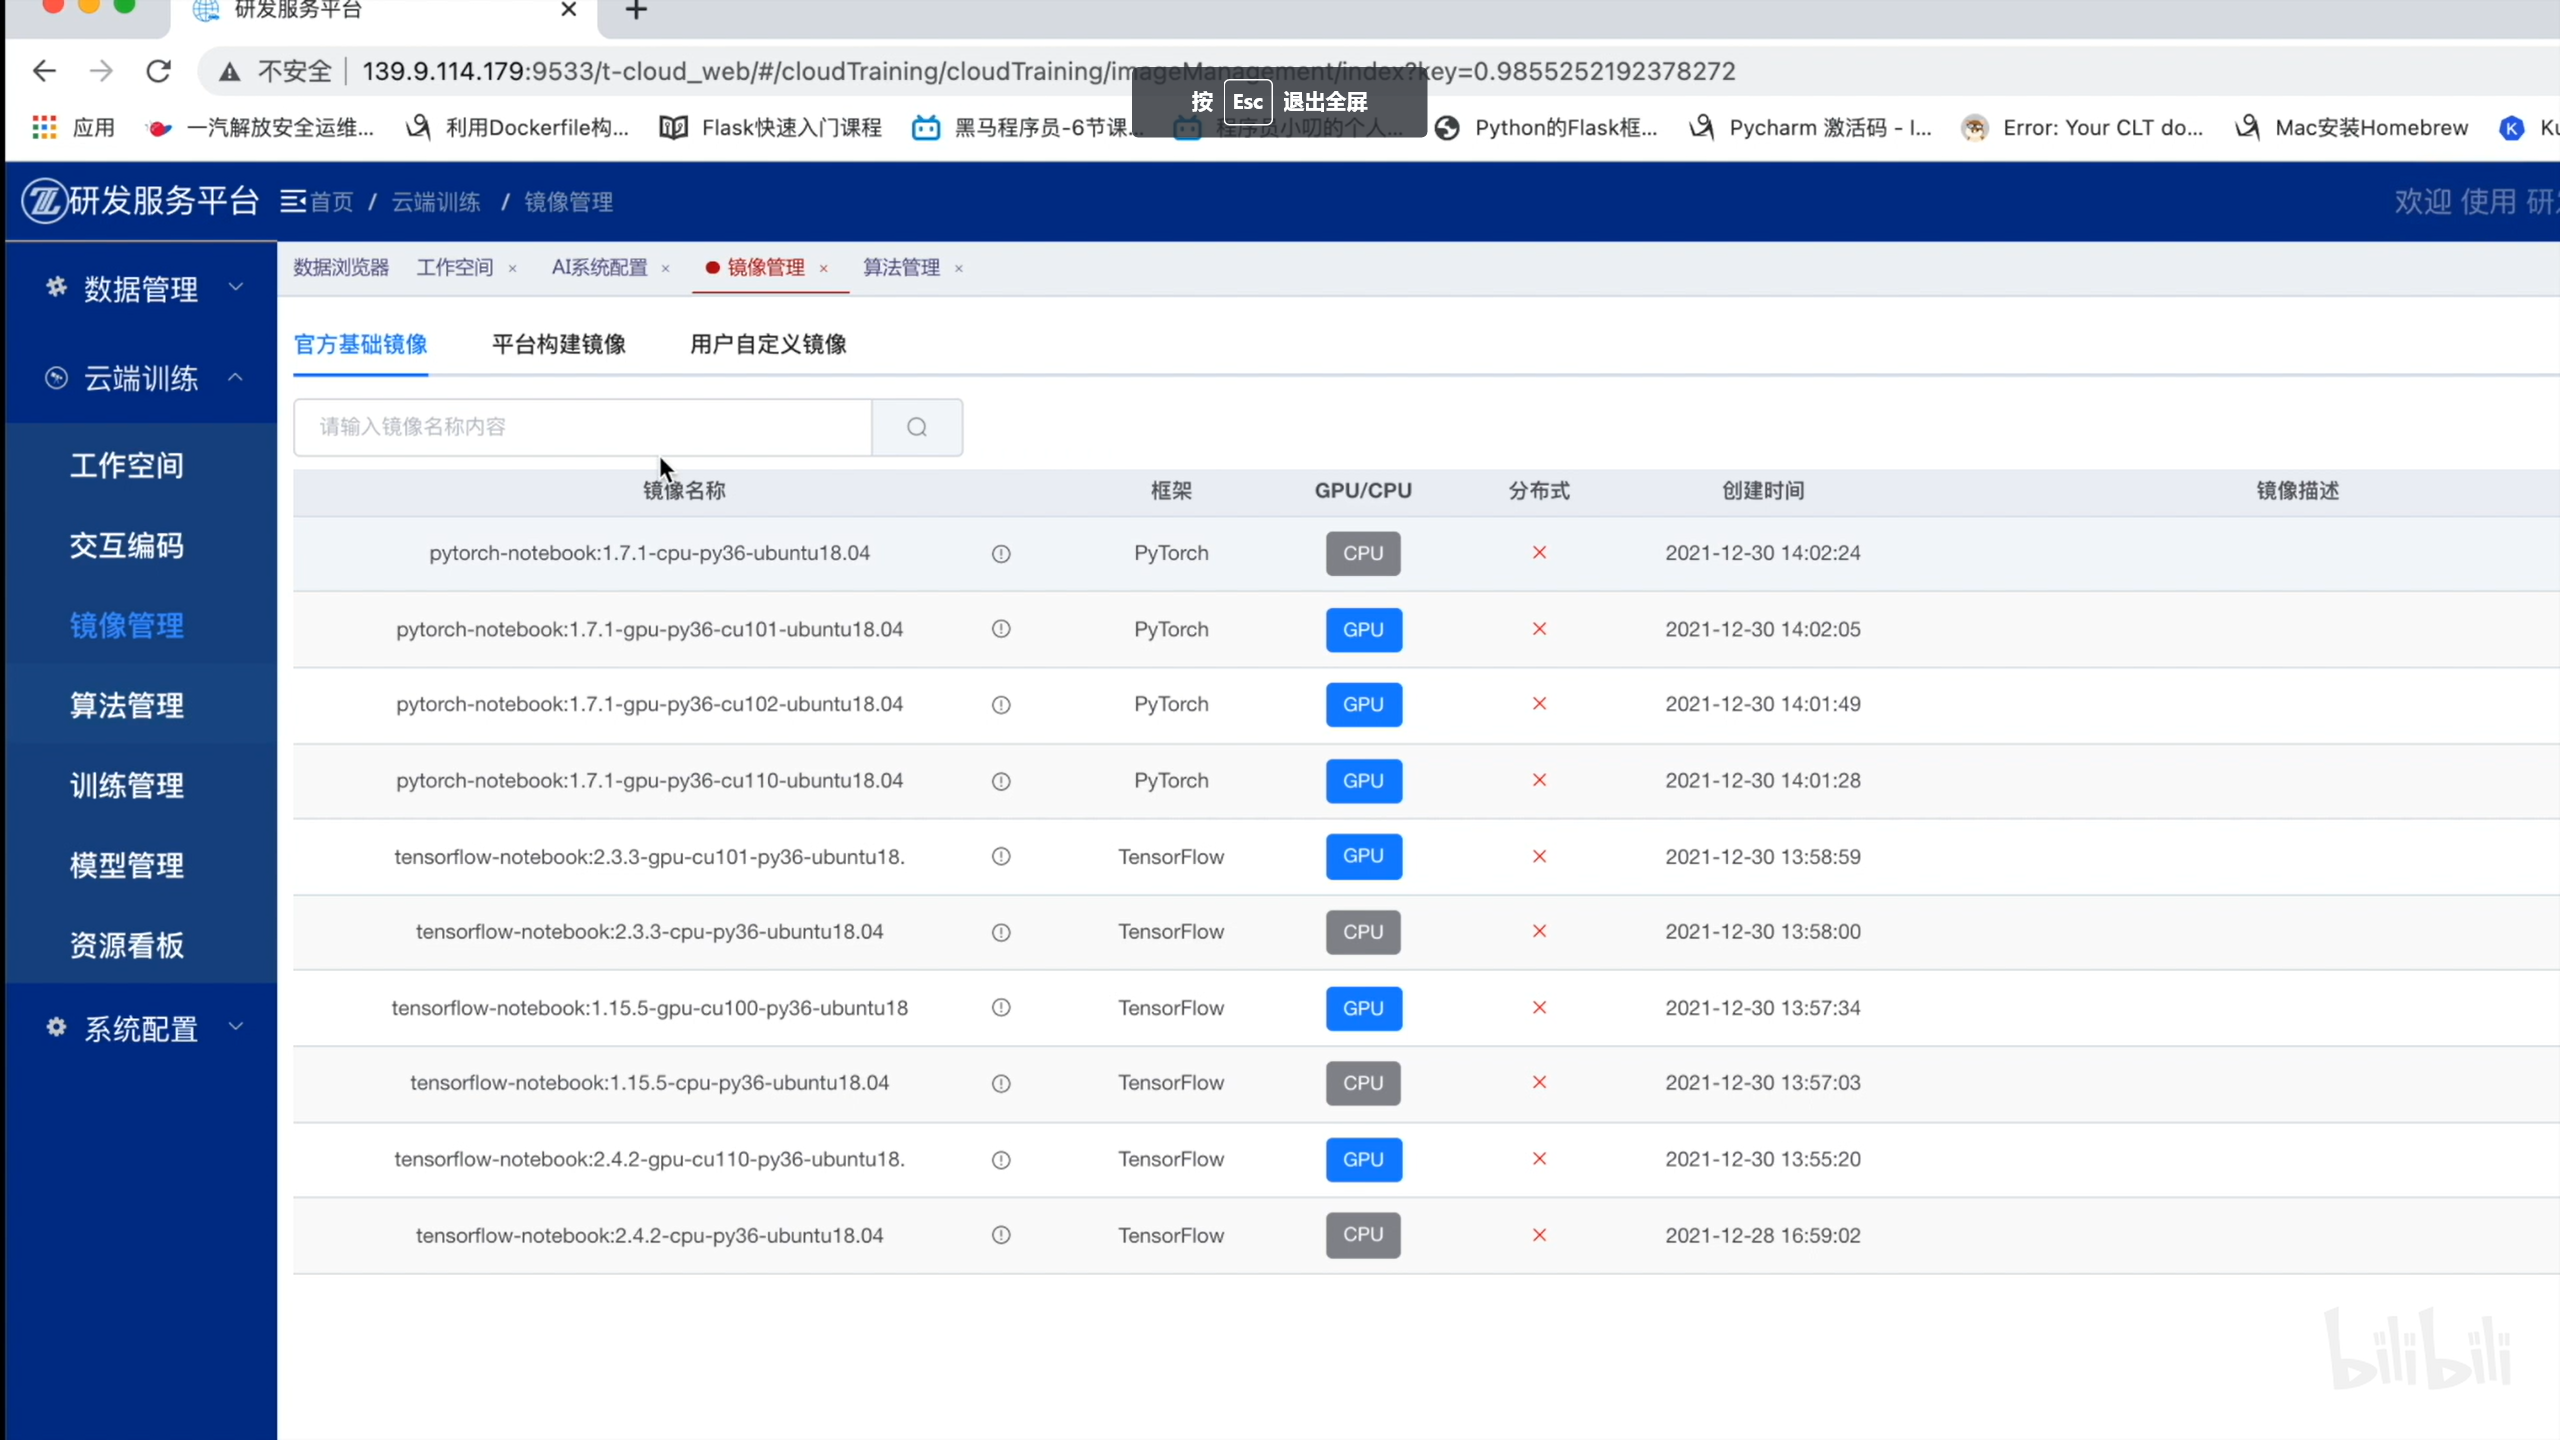 研发服务平台
不安全 139.9.114.179:9533/t-cloud_web/#/cloudTraining/cloudTraining/imageManagement/index?key=0.9855252192378272
按 Esc 退出全屏
应用 一汽解放安全运维... 利用Dockerfile构... Flask快速入门课程 黑马程序员-6节课... 程序员小叨的个人... Python的Flask框... Pycharm 激活码 - I... Error: Your CLT do... Mac安装Homebrew
研发服务平台 首页 / 云端训练 / 镜像管理 欢迎 使用 研
数据管理
云端训练
工作空间
交互编码
镜像管理
算法管理
训练管理
模型管理
资源看板
系统配置
数据浏览器 工作空间 × AI系统配置 × 镜像管理 × 算法管理 ×
官方基础镜像 平台构建镜像 用户自定义镜像
请输入镜像名称内容
镜像名称 框架 GPU/CPU 分布式 创建时间 镜像描述
pytorch-notebook:1.7.1-cpu-py36-ubuntu18.04 PyTorch CPU 2021-12-30 14:02:24
pytorch-notebook:1.7.1-gpu-py36-cu101-ubuntu18.04 PyTorch GPU 2021-12-30 14:02:05
pytorch-notebook:1.7.1-gpu-py36-cu102-ubuntu18.04 PyTorch GPU 2021-12-30 14:01:49
pytorch-notebook:1.7.1-gpu-py36-cu110-ubuntu18.04 PyTorch GPU 2021-12-30 14:01:28
tensorflow-notebook:2.3.3-gpu-cu101-py36-ubuntu18. TensorFlow GPU 2021-12-30 13:58:59
tensorflow-notebook:2.3.3-cpu-py36-ubuntu18.04 TensorFlow CPU 2021-12-30 13:58:00
tensorflow-notebook:1.15.5-gpu-cu100-py36-ubuntu18 TensorFlow GPU 2021-12-30 13:57:34
tensorflow-notebook:1.15.5-cpu-py36-ubuntu18.04 TensorFlow CPU 2021-12-30 13:57:03
tensorflow-notebook:2.4.2-gpu-cu110-py36-ubuntu18. TensorFlow GPU 2021-12-30 13:55:20
tensorflow-notebook:2.4.2-cpu-py36-ubuntu18.04 TensorFlow CPU 2021-12-28 16:59:02
bilibili